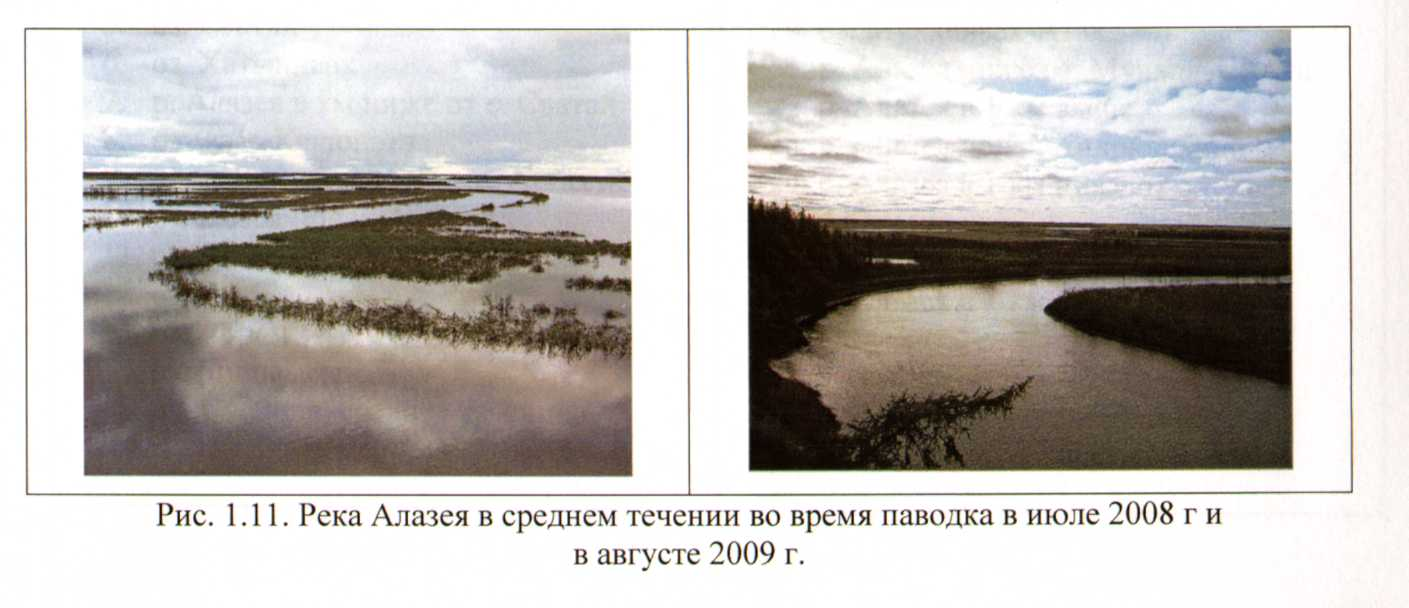 Рис. 1.11. Река Алазея в среднем течении во время паводка в июле 2008 г и
в августе 2009 г.